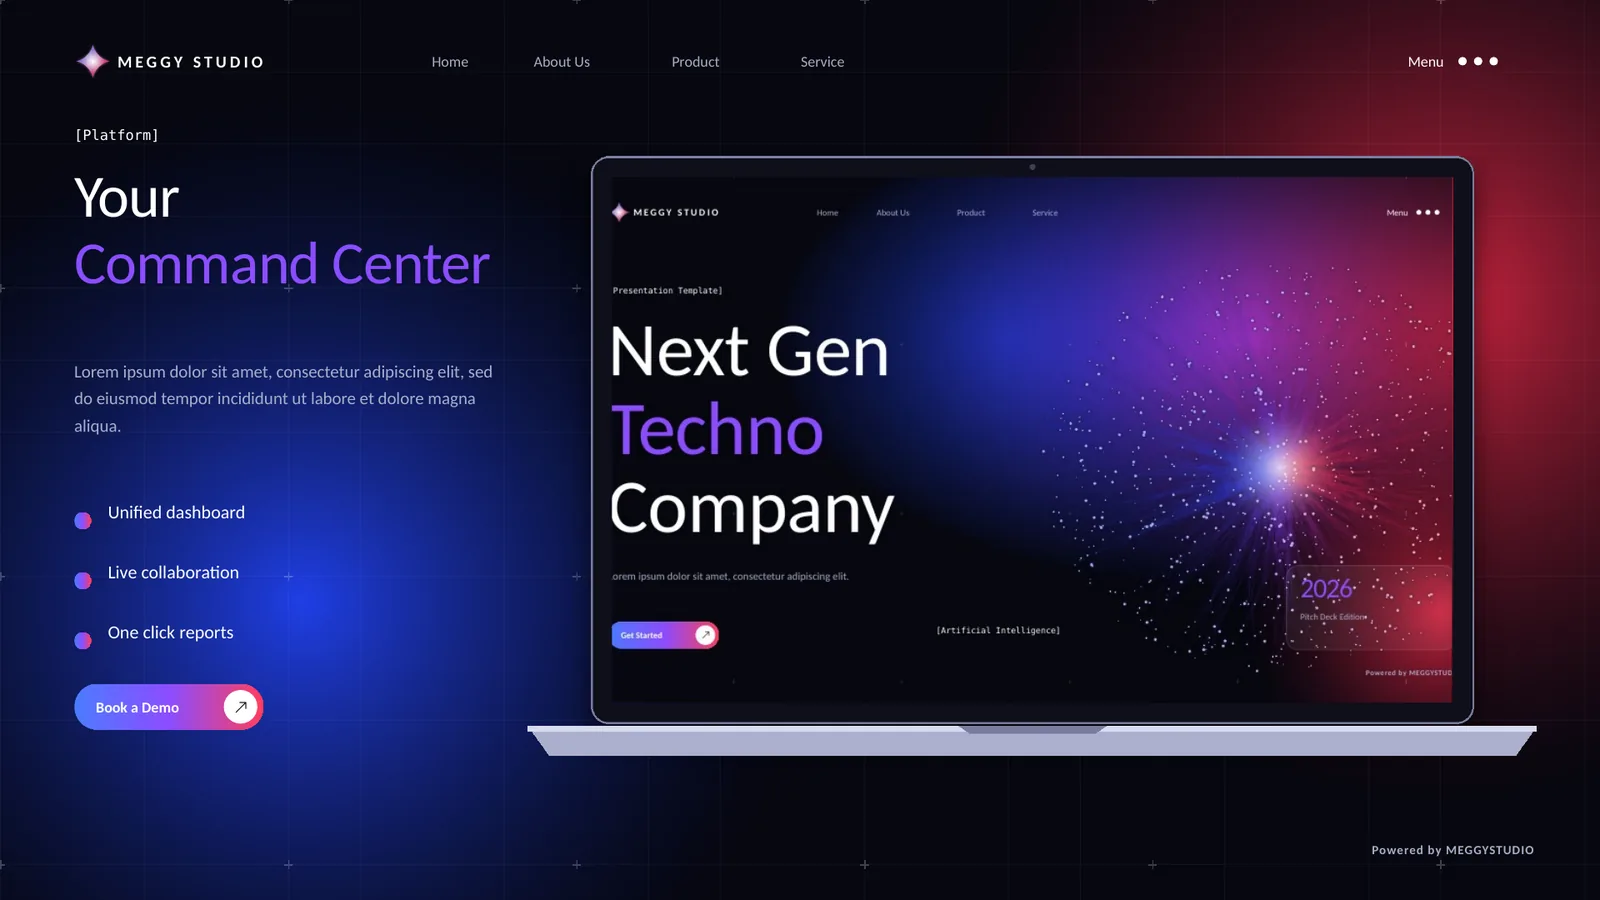 MEGGY STUDIO
Home
About Us
Product
Service
Menu
[Platform]
Your
Command Center
Lorem ipsum dolor sit amet, consectetur adipiscing elit, sed
do eiusmod tempor incididunt ut labore et dolore magna
aliqua.
Unified dashboard
Live collaboration
One click reports
Book a Demo
MEGGY STUDIO
Home
About Us
Product
Service
Menu
Presentation Template]
Next Gen
Techno
Company
orem ipsum dolor sit amet, consectetur adipiscing elit.
Get Started
[Artificial Intelligence]
2026
Pitch Deck Edition
Powered by MEGGYSTUD
Powered by MEGGYSTUDIO